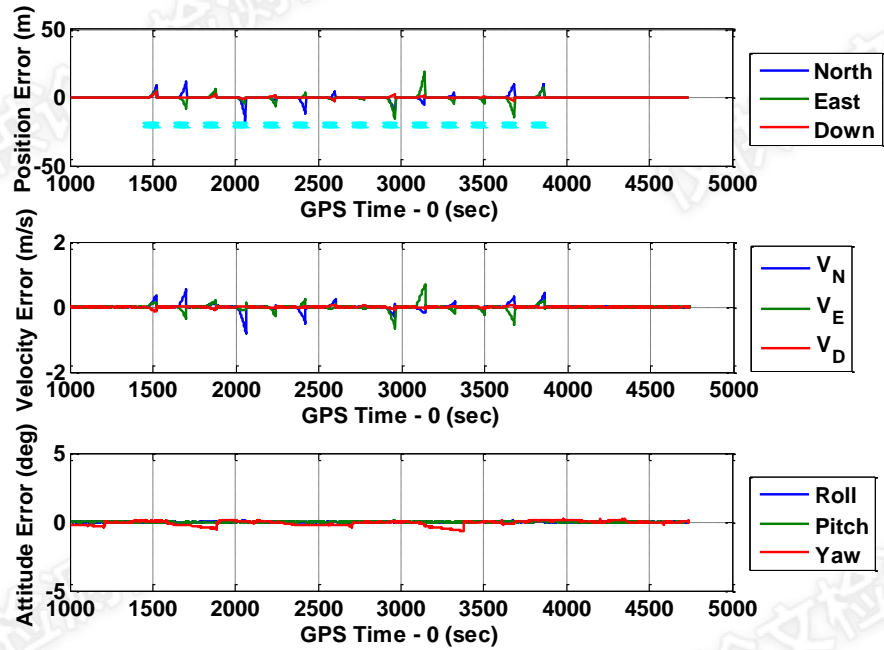 Position Error (m)
50
0
-50
1000 1500 2000 2500 3000 3500 4000 4500 5000
GPS Time - 0 (sec)
North
East
Down
Velocity Error (m/s)
2
0
-2
1000 1500 2000 2500 3000 3500 4000 4500 5000
GPS Time - 0 (sec)
V_N
V_E
V_D
Attitude Error (deg)
5
0
-5
1000 1500 2000 2500 3000 3500 4000 4500 5000
GPS Time - 0 (sec)
Roll
Pitch
Yaw